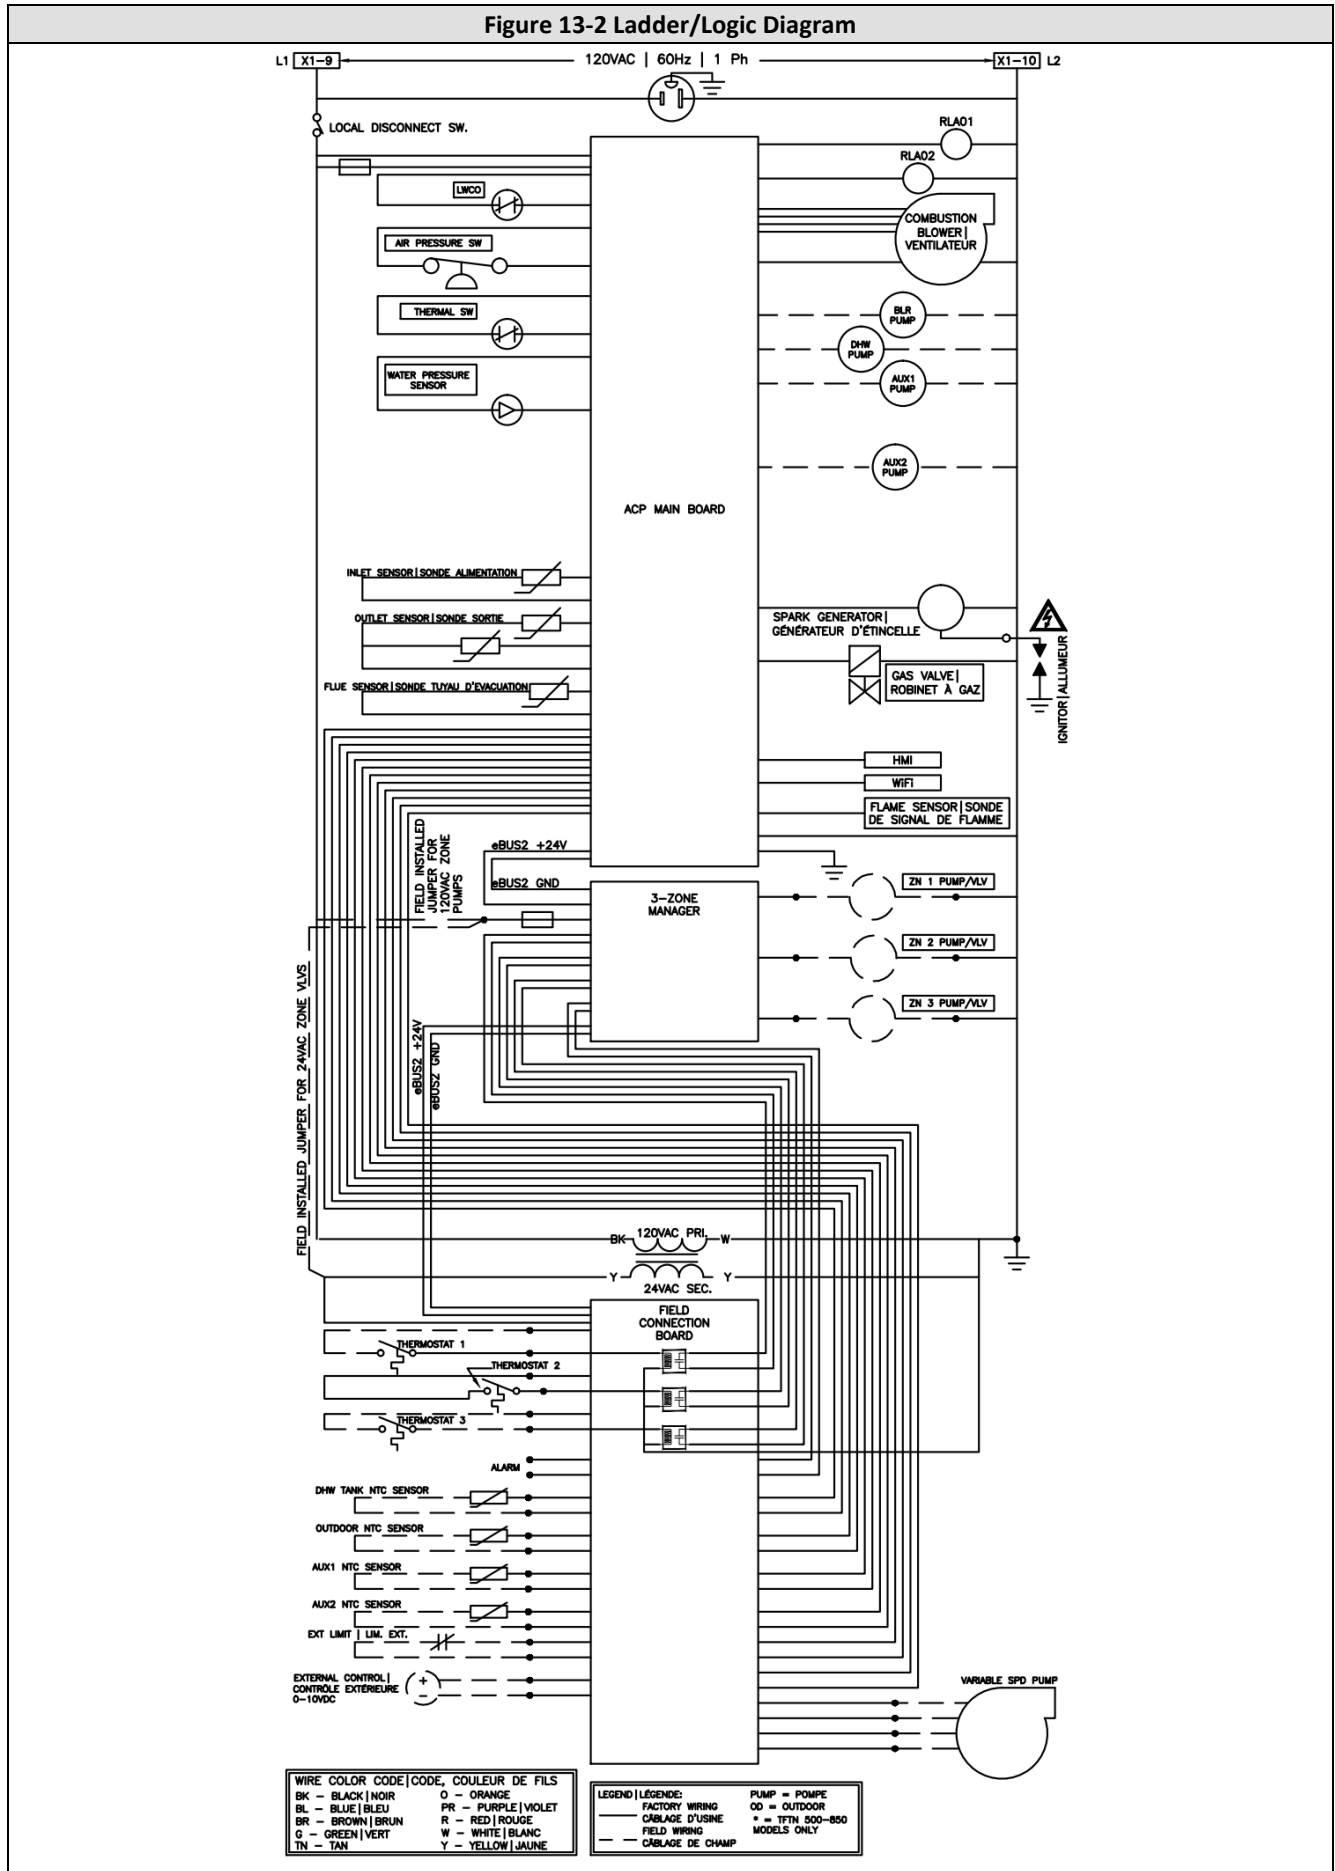 Figure 13-2 Ladder/Logic Diagram
L1 X1-9
120VAC | 60Hz | 1 Ph
X1-10 L2
LOCAL DISCONNECT SW.
RLA01
RLA02
LWCO
COMBUSTION
BLOWER|
VENTILATEUR
AIR PRESSURE SW
THERMAL SW
BLR
PUMP
DHW
PUMP
WATER PRESSURE
SENSOR
AUX1
PUMP
AUX2
PUMP
ACP MAIN BOARD
INLET SENSOR|SONDE ALIMENTATION
OUTLET SENSOR|SONDE SORTIE
SPARK GENERATOR|
GÉNÉRATEUR D'ÉTINCELLE
IGNITOR|ALLUMEUR
FLUE SENSOR|SONDE TUYAU D'EVACUATION
GAS VALVE|
ROBINET À GAZ
HMI
WiFi
FLAME SENSOR|SONDE
DE SIGNAL DE FLAMME
FIELD INSTALLED
JUMPER FOR
120VAC ZONE
PUMPS
eBUS2 +24V
eBUS2 GND
3-ZONE
MANAGER
ZN 1 PUMP/VLV
ZN 2 PUMP/VLV
ZN 3 PUMP/VLV
FIELD INSTALLED JUMPER FOR 24VAC ZONE VLVS
eBUS2 +24V
eBUS2 GND
BK 120VAC PRI. W
Y 24VAC SEC. Y
FIELD
CONNECTION
BOARD
THERMOSTAT 1
THERMOSTAT 2
THERMOSTAT 3
ALARM
DHW TANK NTC SENSOR
OUTDOOR NTC SENSOR
AUX1 NTC SENSOR
AUX2 NTC SENSOR
EXT LIMIT | LIM. EXT.
EXTERNAL CONTROL|
CONTRÔLE EXTÉRIEURE
0-10VDC
+
-
VARIABLE SPD PUMP
WIRE COLOR CODE|CODE, COULEUR DE FILS
BK - BLACK|NOIR O - ORANGE
BL - BLUE|BLEU PR - PURPLE|VIOLET
BR - BROWN|BRUN R - RED|ROUGE
G - GREEN|VERT W - WHITE|BLANC
TN - TAN Y - YELLOW|JAUNE
LEGEND|LÉGENDE: PUMP = POMPE
FACTORY WIRING OD = OUTDOOR
CÂBLAGE D'USINE * = TFTN 500-850
FIELD WIRING MODELS ONLY
CÂBLAGE DE CHAMP